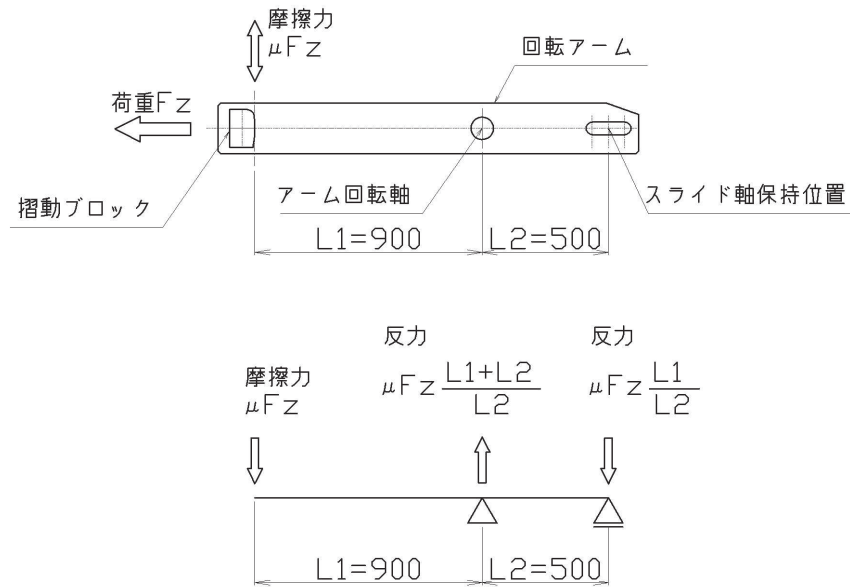 摩擦力
μFz
回転アーム
荷重Fz
摺動ブロック
アーム回転軸
スライド軸保持位置
L1=900
L2=500
反力
反力
摩擦力
μFz
μFz L1+L2
L2
μFz L1
L2
L1=900
L2=500